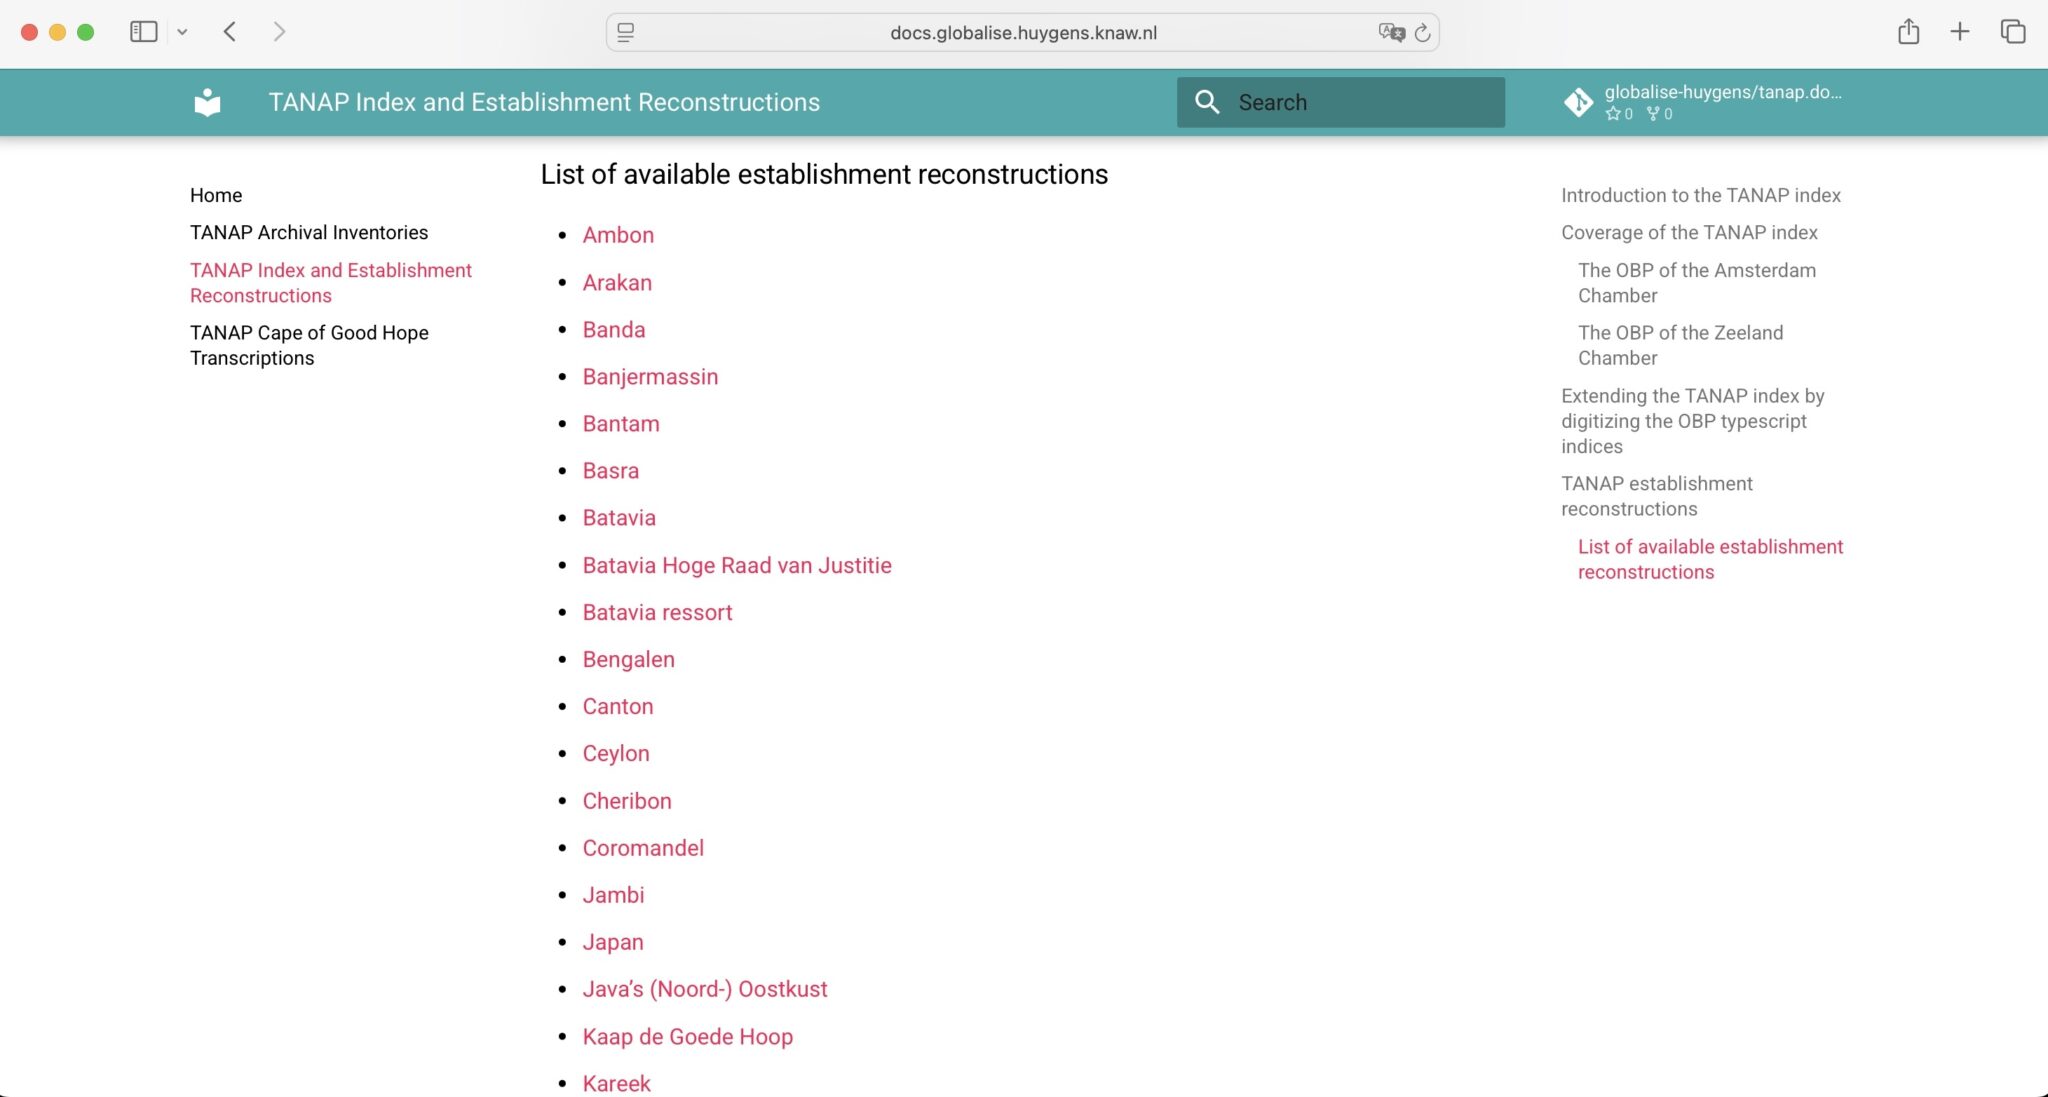 docs.globalise.huygens.knaw.nl
TANAP Index and Establishment Reconstructions
Search
globalise-huygens/tanap.do…
0 0
Home
TANAP Archival Inventories
TANAP Index and Establishment
Reconstructions
TANAP Cape of Good Hope
Transcriptions
List of available establishment reconstructions
Ambon
Arakan
Banda
Banjermassin
Bantam
Basra
Batavia
Batavia Hoge Raad van Justitie
Batavia ressort
Bengalen
Canton
Ceylon
Cheribon
Coromandel
Jambi
Japan
Java’s (Noord-) Oostkust
Kaap de Goede Hoop
Kareek
Introduction to the TANAP index
Coverage of the TANAP index
The OBP of the Amsterdam
Chamber
The OBP of the Zeeland
Chamber
Extending the TANAP index by
digitizing the OBP typescript
indices
TANAP establishment
reconstructions
List of available establishment
reconstructions